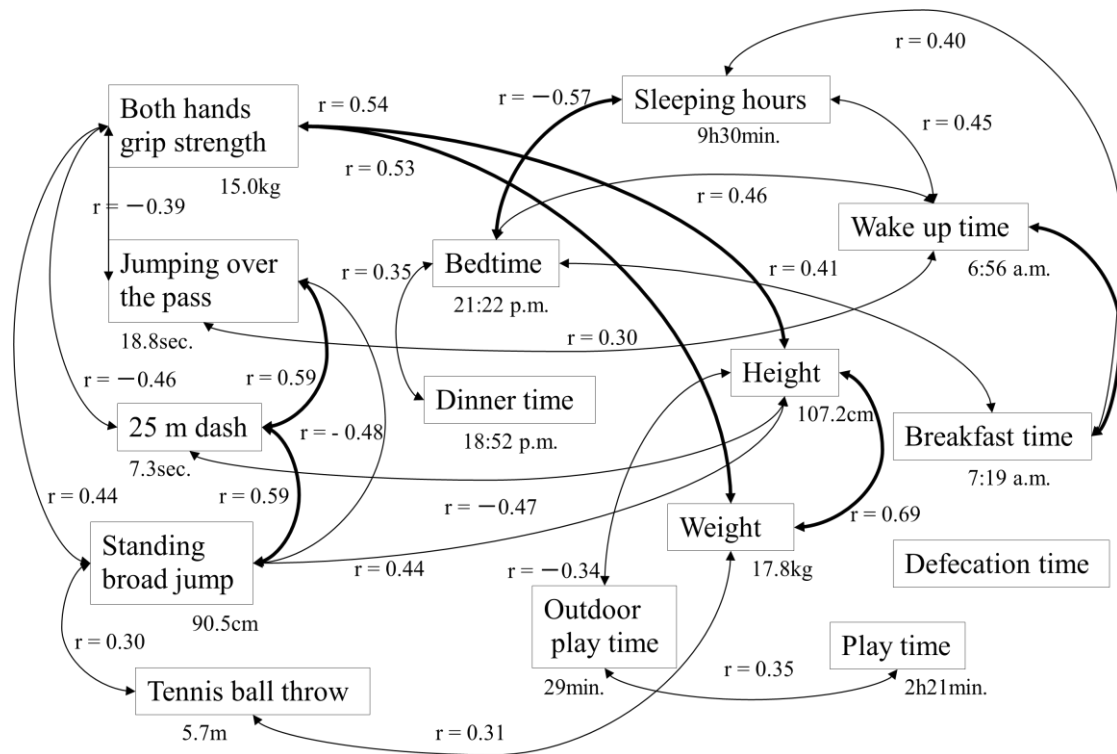 r = 0.40
Both hands
grip strength
15.0kg
r = 0.54
r = 0.53
r = －0.57
Sleeping hours
9h30min.
r = 0.45
r = 0.46
Wake up time
6:56 a.m.
r = －0.39
Jumping over
the pass
18.8sec.
r = 0.35
Bedtime
21:22 p.m.
r = 0.41
r = 0.30
r = －0.46
r = 0.59
Height
107.2cm
Dinner time
18:52 p.m.
25 m dash
7.3sec.
r = - 0.48
Breakfast time
7:19 a.m.
r = 0.44
r = 0.59
r = －0.47
Weight
17.8kg
r = 0.69
Standing
broad jump
90.5cm
r = 0.44
r = －0.34
Defecation time
Outdoor
play time
29min.
r = 0.35
Play time
2h21min.
r = 0.30
Tennis ball throw
5.7m
r = 0.31